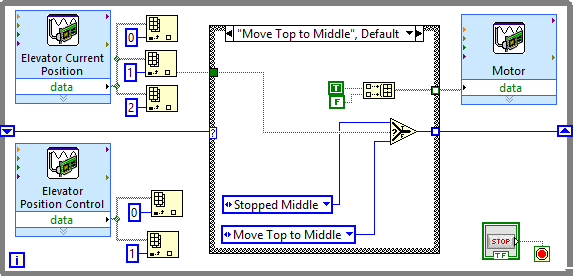 "Move Top to Middle", Default
Elevator Current
Position
data
0
1
2
Motor
data
T
F
?
T
F
Elevator
Position Control
data
0
1
Stopped Middle
Move Top to Middle
STOP
TF
i